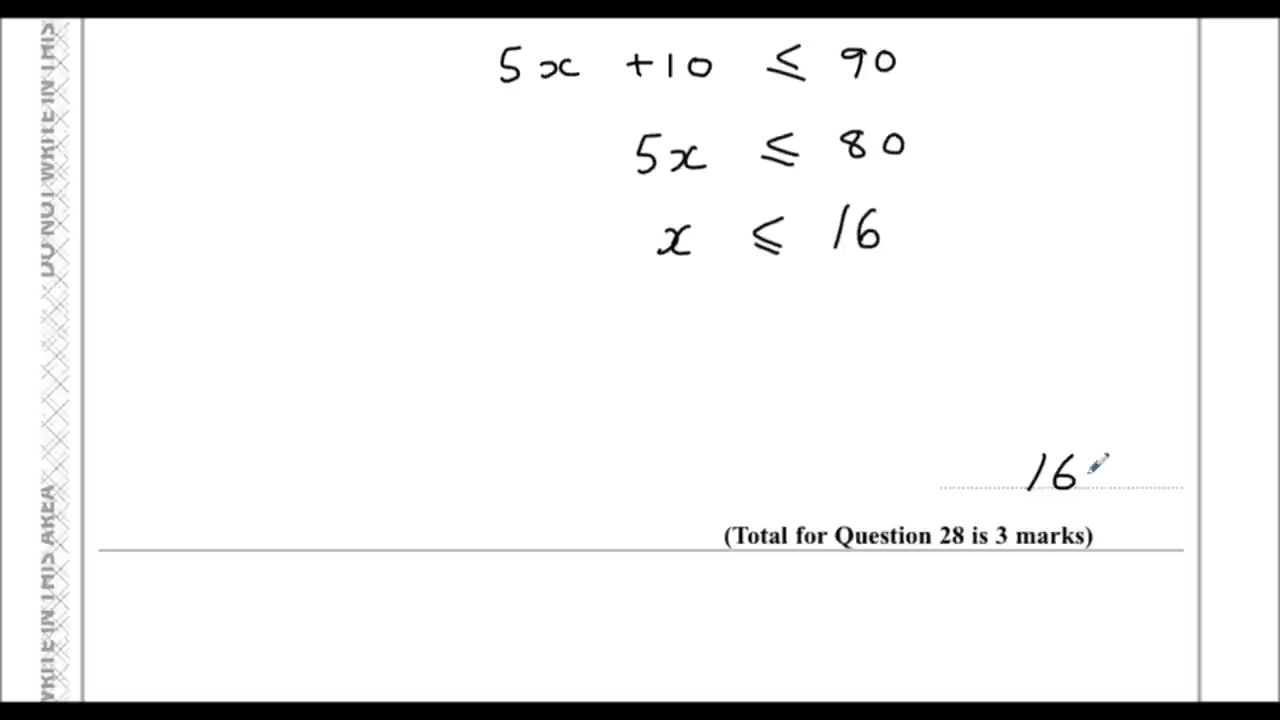 5x + 10 ⩽ 90
5x ⩽ 80
x ⩽ 16
16
(Total for Question 28 is 3 marks)
DO NOT WRITE IN THIS
WRITE IN THIS AREA